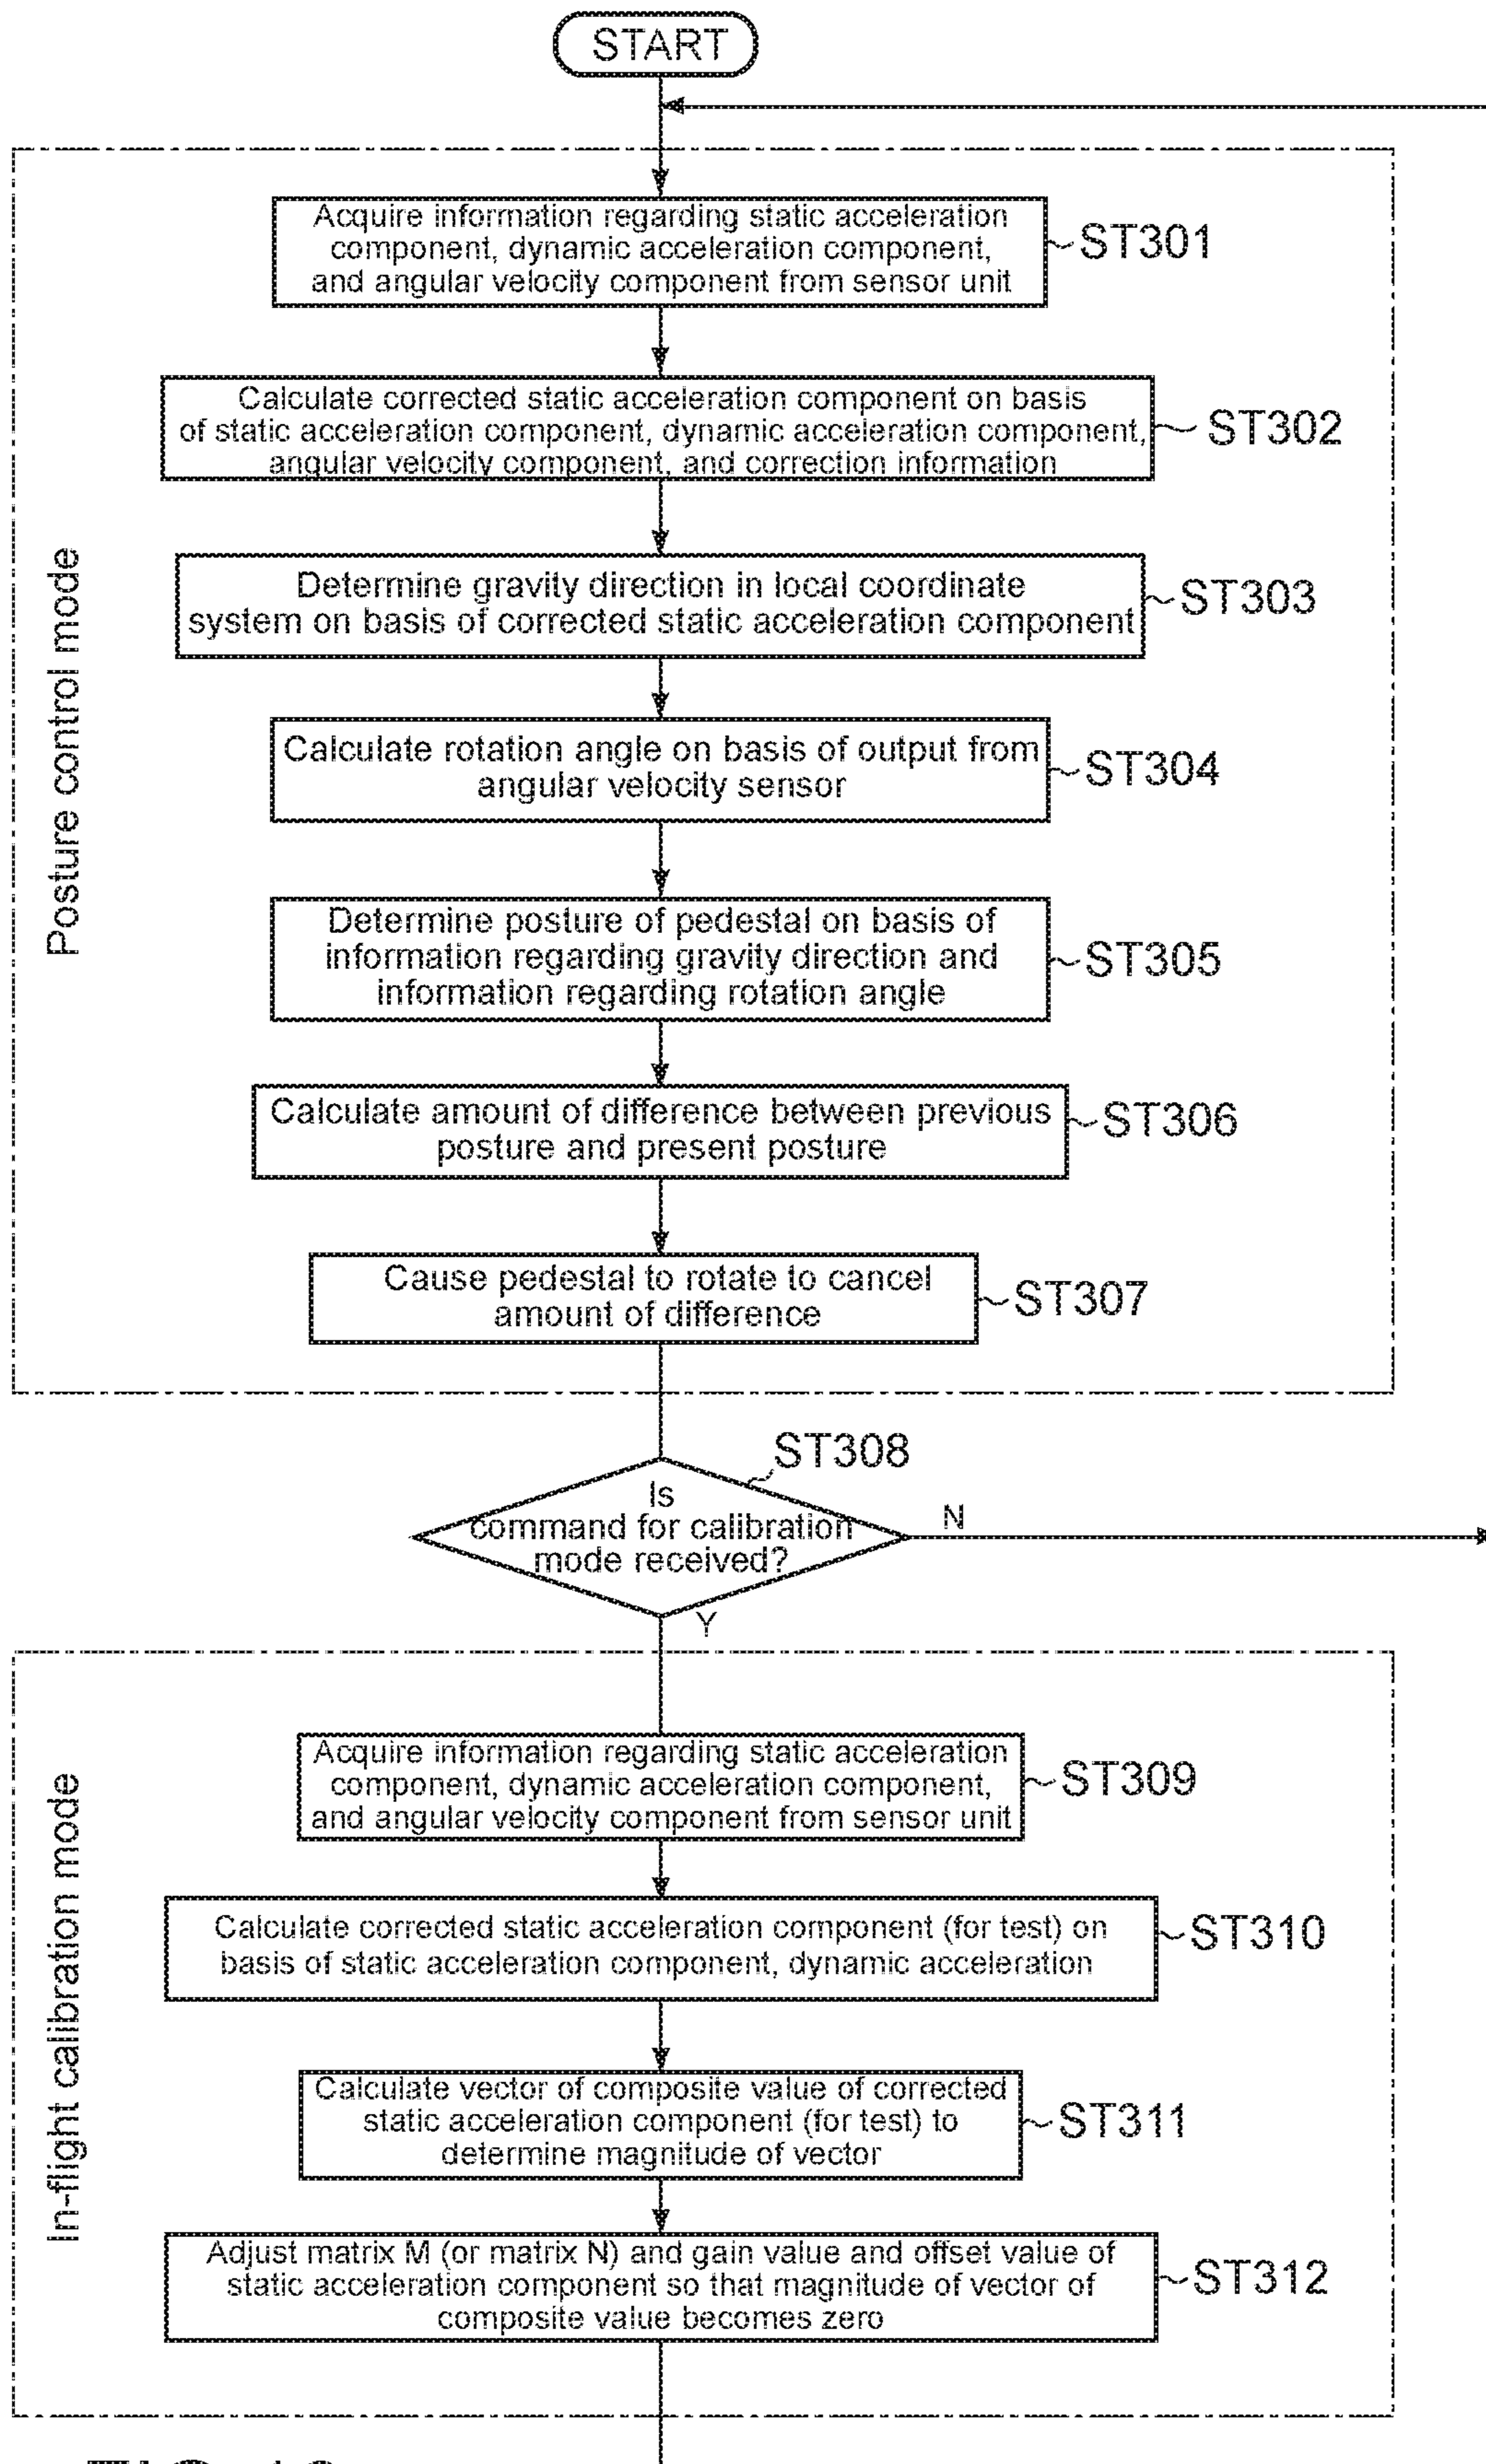 START
Posture control mode
Acquire information regarding static acceleration
component, dynamic acceleration component,
and angular velocity component from sensor unit
ST301
Calculate corrected static acceleration component on basis
of static acceleration component, dynamic acceleration component,
angular velocity component, and correction information
ST302
Determine gravity direction in local coordinate
system on basis of corrected static acceleration component
ST303
Calculate rotation angle on basis of output from
angular velocity sensor
ST304
Determine posture of pedestal on basis of
information regarding gravity direction and
information regarding rotation angle
ST305
Calculate amount of difference between previous
posture and present posture
ST306
Cause pedestal to rotate to cancel
amount of difference
ST307
ST308
Is
command for calibration
mode received?
N
Y
In-flight calibration mode
Acquire information regarding static acceleration
component, dynamic acceleration component,
and angular velocity component from sensor unit
ST309
Calculate corrected static acceleration component (for test) on
basis of static acceleration component, dynamic acceleration
ST310
Calculate vector of composite value of corrected
static acceleration component (for test) to
determine magnitude of vector
ST311
Adjust matrix M (or matrix N) and gain value and offset value of
static acceleration component so that magnitude of vector of
composite value becomes zero
ST312